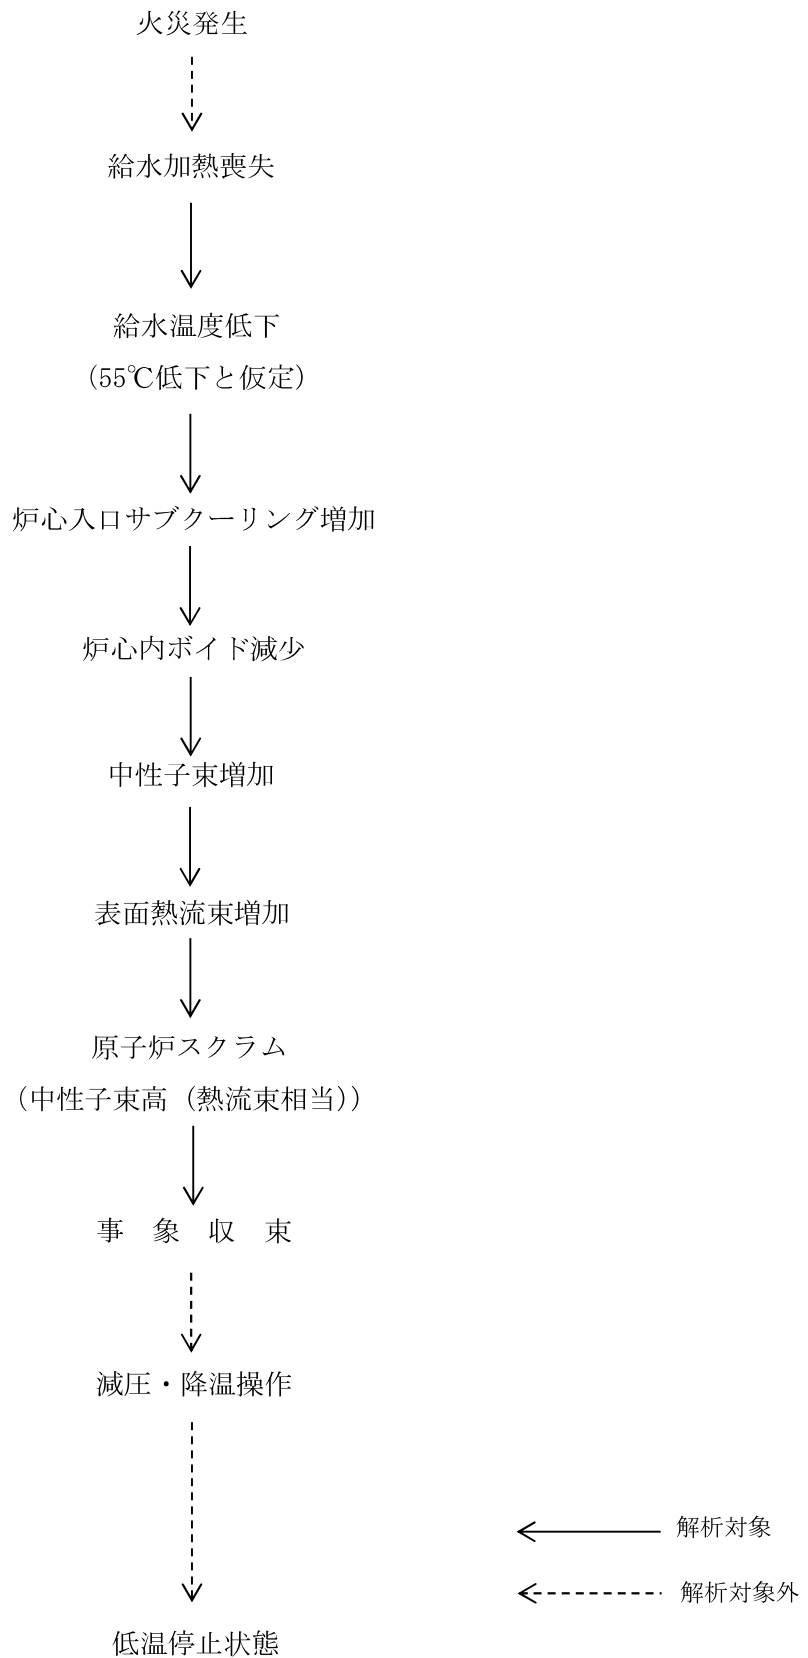 火災発生
給水加熱喪失
給水温度低下
（55℃低下と仮定）
炉心入口サブクーリング増加
炉心内ボイド減少
中性子束増加
表面熱流束増加
原子炉スクラム
（中性子束高（熱流束相当））
事　象　収　束
減圧・降温操作
解析対象
解析対象外
低温停止状態